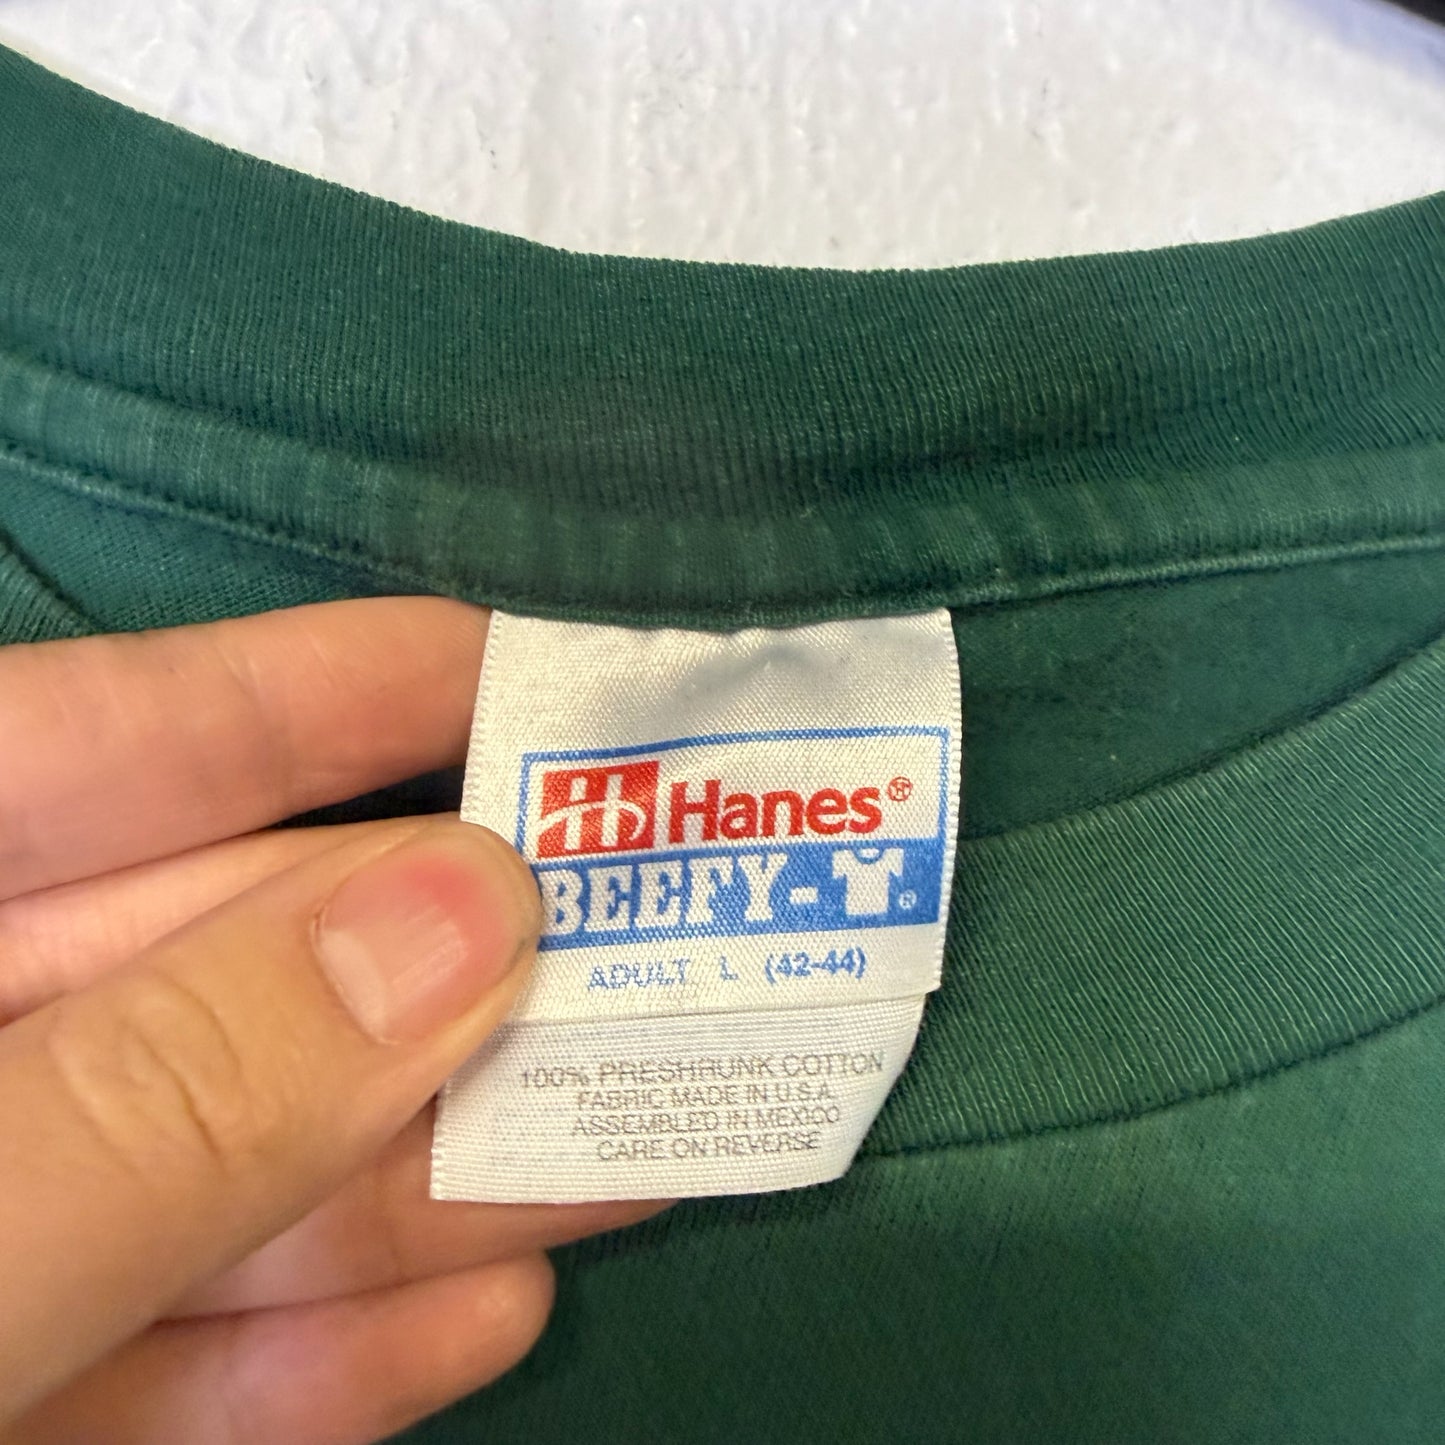 Hanes®
BEEFY-T®
ADULT L (42-44)
100% PRESHRUNK COTTON
FABRIC MADE IN U.S.A.
ASSEMBLED IN MEXICO
CARE ON REVERSE